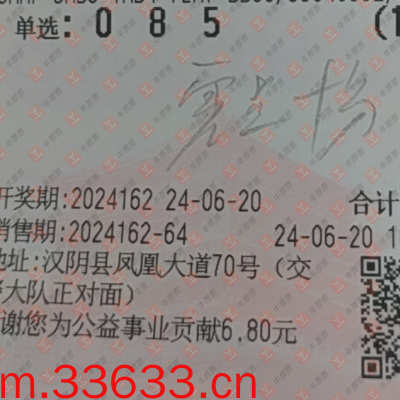 单选: 0 8 5 (1
开奖期:2024162 24-06-20 合计
销售期:2024162-64 24-06-20 1
地址:汉阴县凤凰大道70号（交
大队正对面）
谢您为公益事业贡献6.80元
m.33633.cn